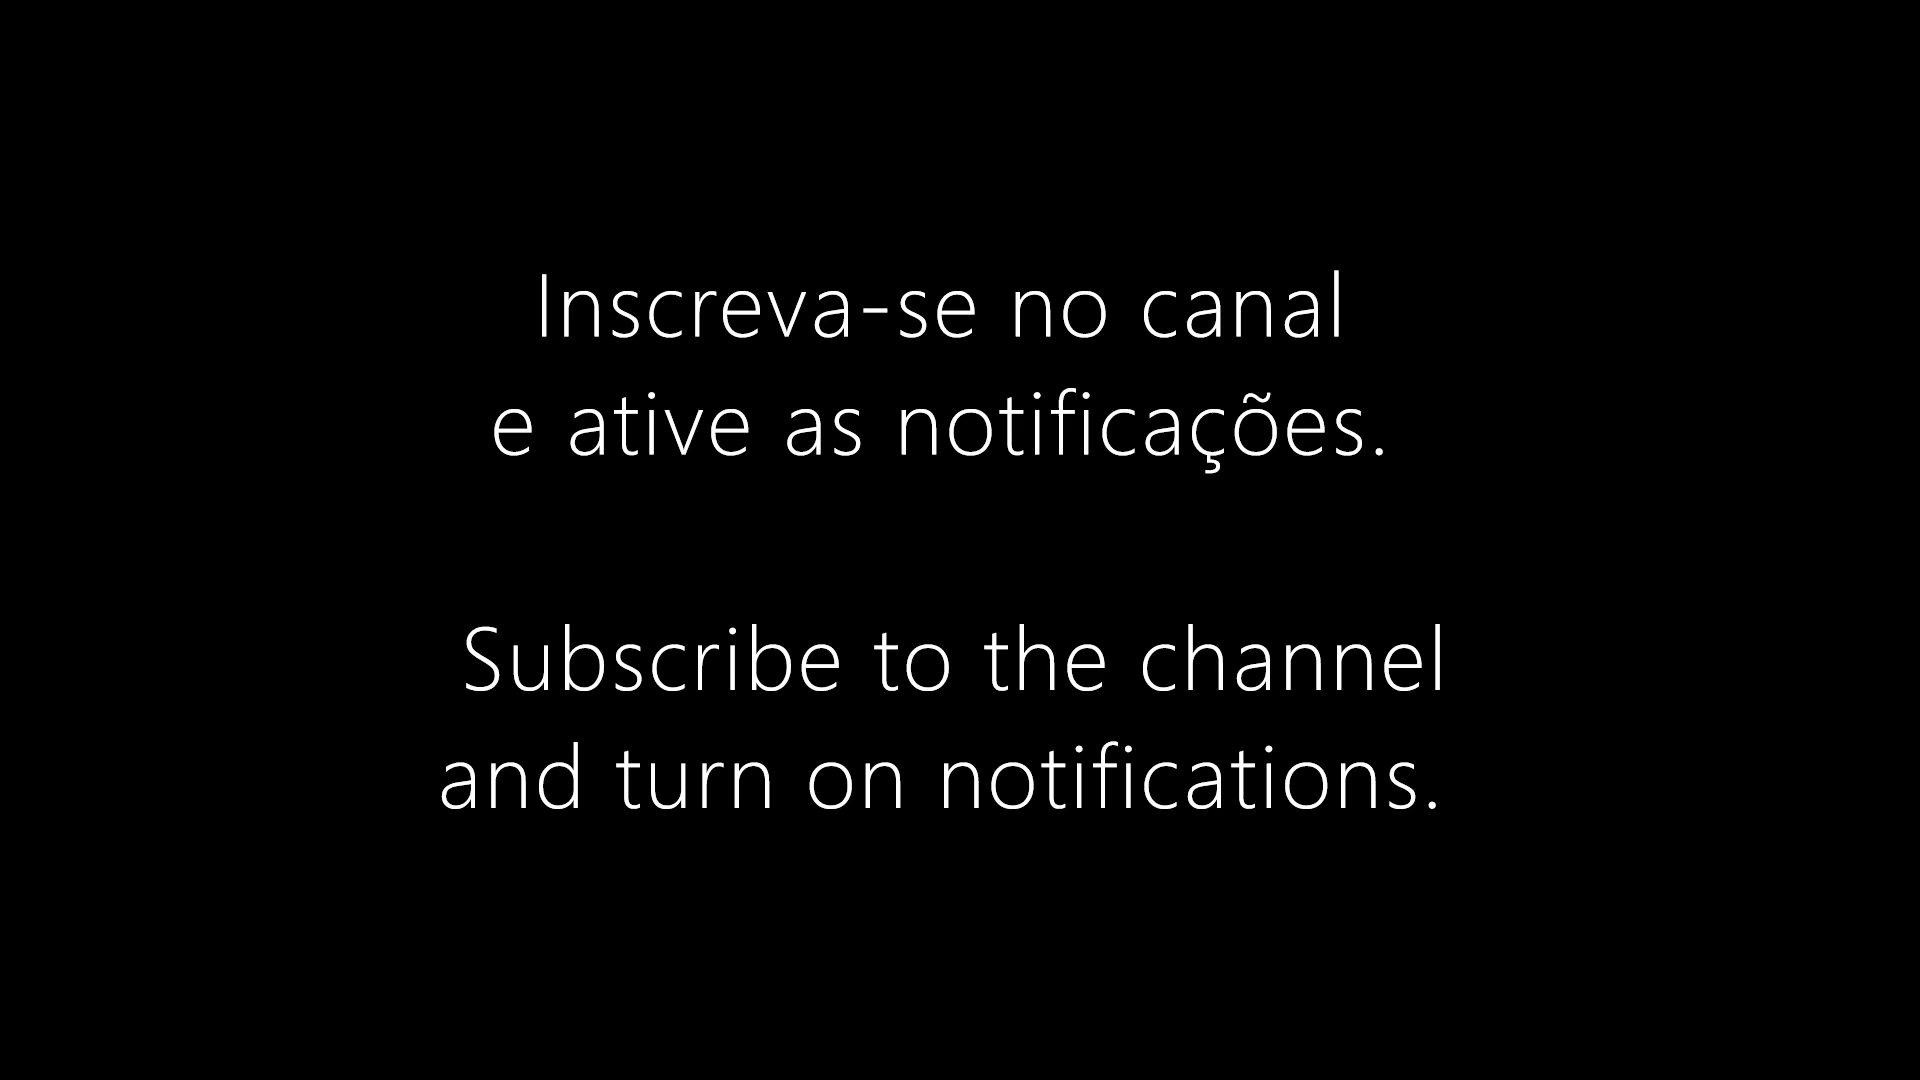 Inscreva-se no canal
e ative as notificações.
Subscribe to the channel
and turn on notifications.